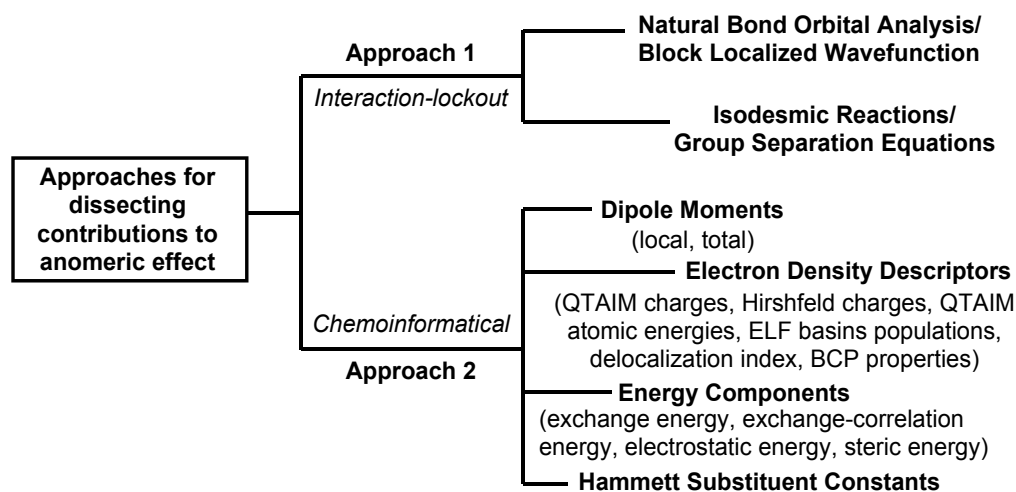 Approaches for
dissecting
contributions to
anomeric effect
Approach 1
Interaction-lockout
Natural Bond Orbital Analysis/
Block Localized Wavefunction
Isodesmic Reactions/
Group Separation Equations
Chemoinformatical
Approach 2
Dipole Moments
(local, total)
Electron Density Descriptors
(QTAIM charges, Hirshfeld charges, QTAIM
atomic energies, ELF basins populations,
delocalization index, BCP properties)
Energy Components
(exchange energy, exchange-correlation
energy, electrostatic energy, steric energy)
Hammett Substituent Constants